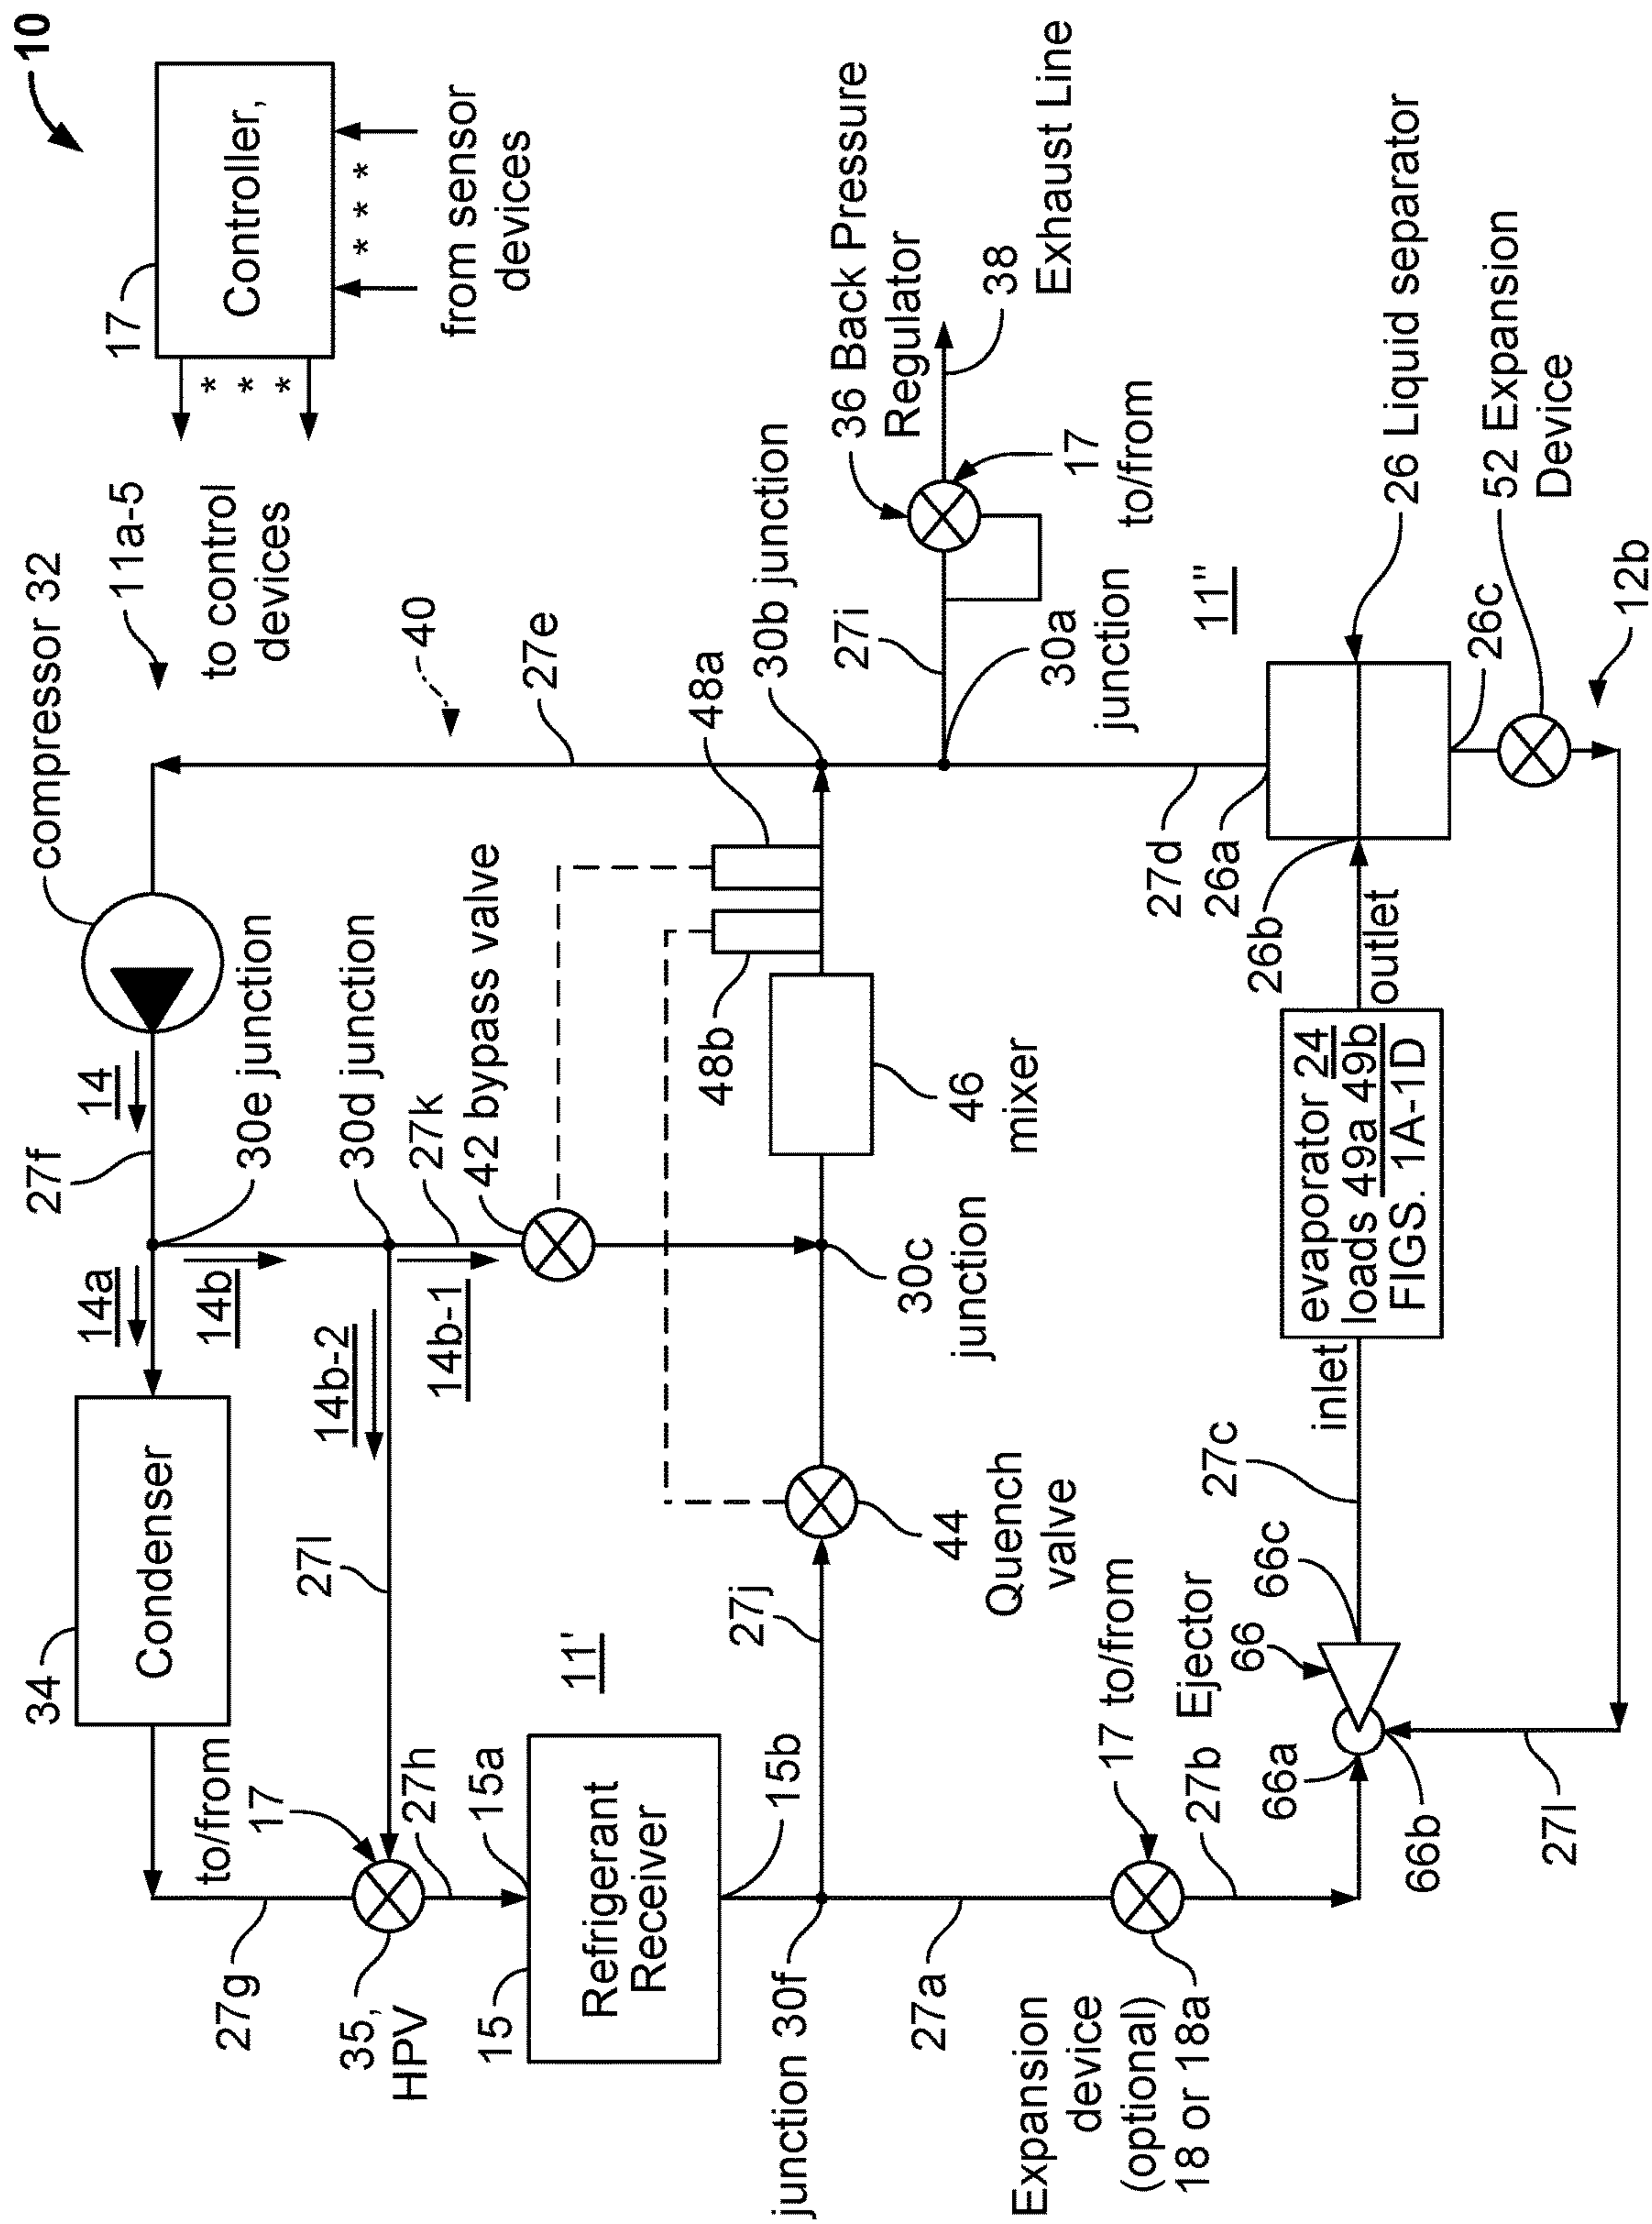 10
17
Controller,
from sensor
devices
* * *
*
*
*
to control
devices
11a-5
compressor 32
40
27e
14
27f
30e junction
30d junction
27k
42 bypass valve
48a
48b
30b junction
46
mixer
30c
junction
36 Back Pressure
Regulator
38
Exhaust Line
17
to/from
27i
30a
junction
11"
14a
14b
14b-2
14b-1
34
Condenser
27l
to/from
17
27g
35,
HPV
27h
15a
15
Refrigerant
Receiver
11'
15b
27j
44
Quench
valve
junction 30f
27a
17 to/from
Expansion
device
(optional)
18 or 18a
27b
Ejector
66
66a
66b
66c
27c
27l
inlet
evaporator 24
loads 49a 49b
FIGS. 1A-1D
outlet
27d
26a
26b
26c
26 Liquid separator
52 Expansion
Device
12b